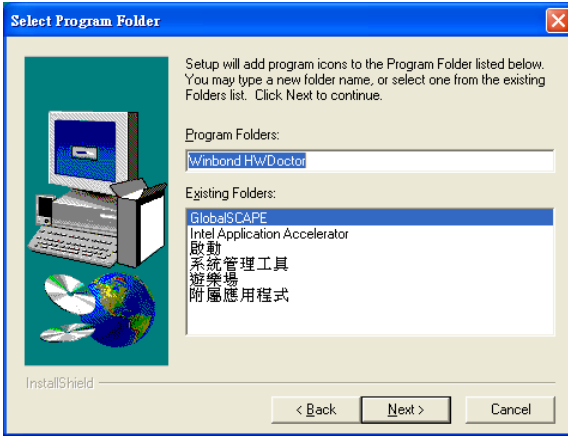 Select Program Folder
Setup will add program icons to the Program Folder listed below.
You may type a new folder name, or select one from the existing
Folders list. Click Next to continue.
Program Folders:
Winbond HWDoctor
Existing Folders:
GlobalSCAPE
Intel Application Accelerator
啟動
系統管理工具
遊樂場
附屬應用程式
InstallShield
< Back
Next >
Cancel